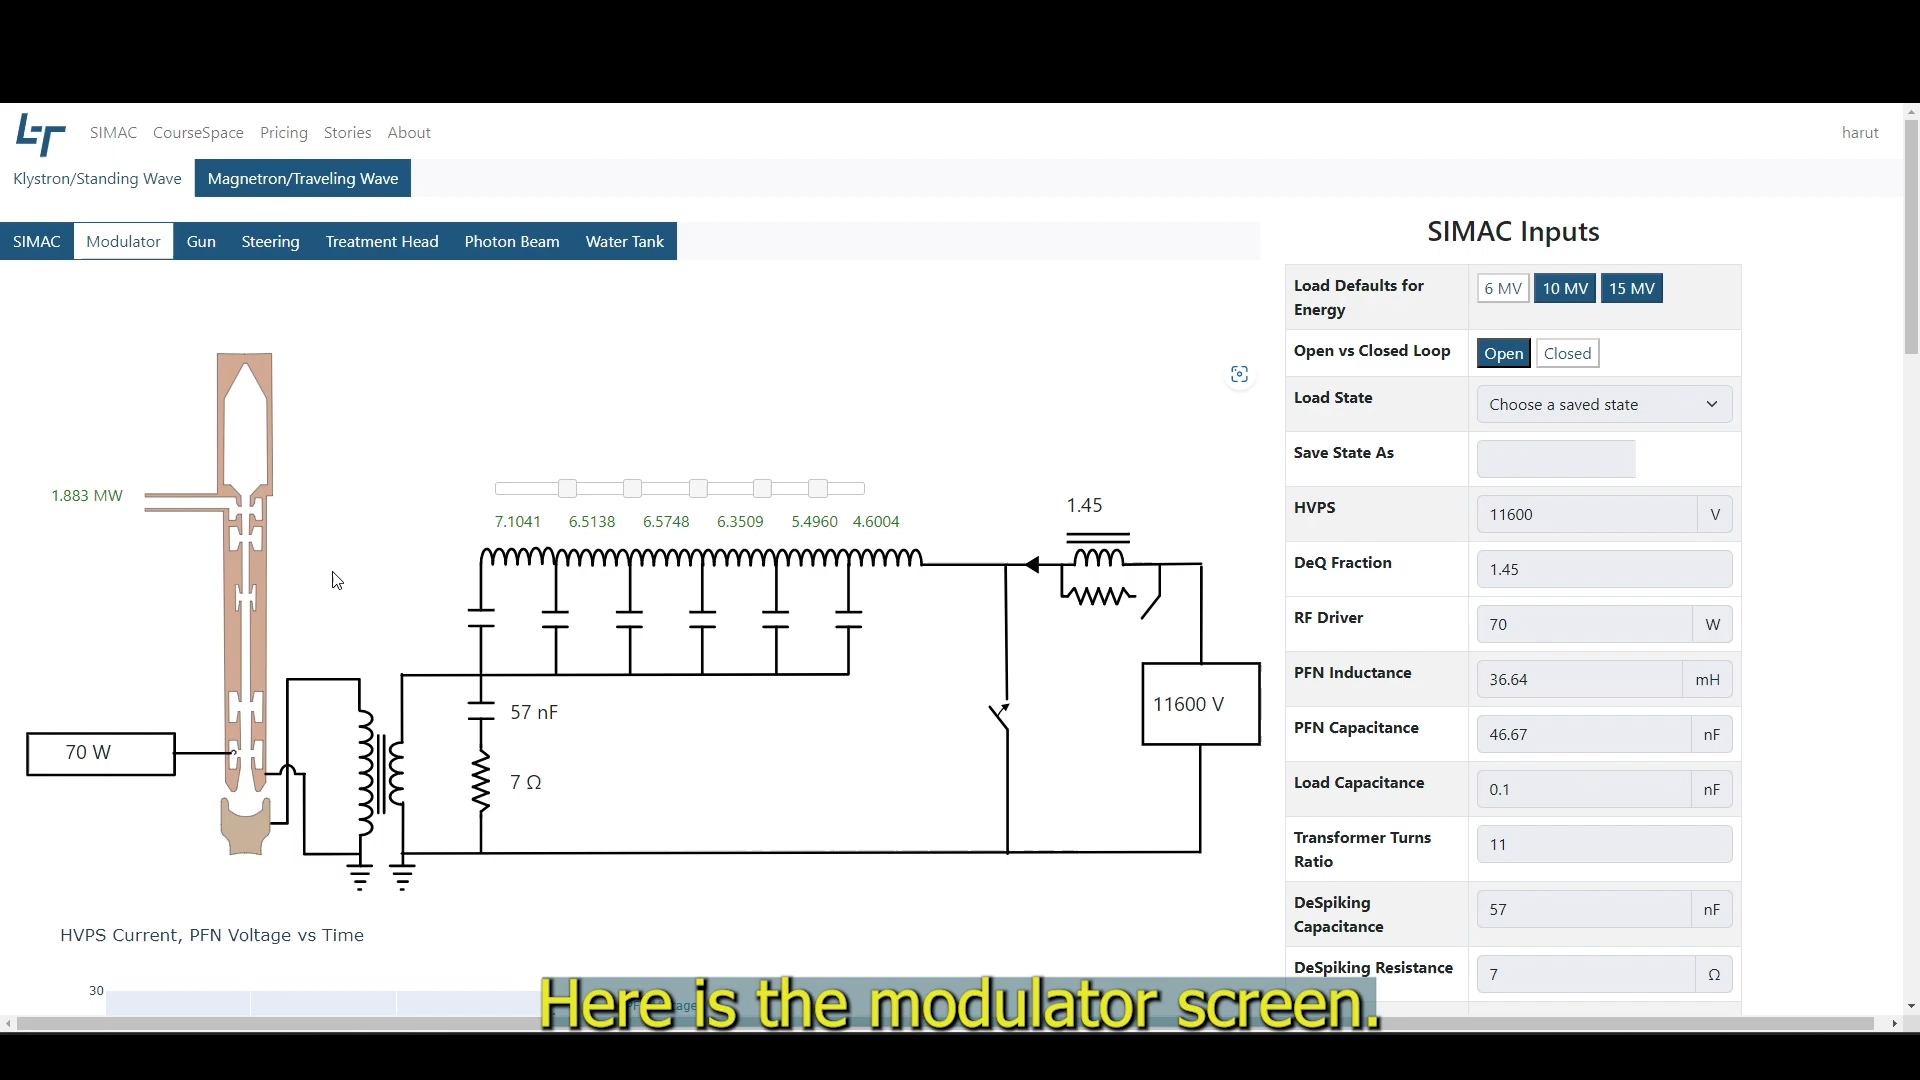 LT SIMAC CourseSpace Pricing Stories About harut
Klystron/Standing Wave Magnetron/Traveling Wave
SIMAC Modulator Gun Steering Treatment Head Photon Beam Water Tank
1.883 MW
7.1041 6.5138 6.5748 6.3509 5.4960 4.6004
1.45
57 nF
7 Ω
11600 V
70 W
HVPS Current, PFN Voltage vs Time
30
SIMAC Inputs
Load Defaults for
Energy
6 MV 10 MV 15 MV
Open vs Closed Loop Open Closed
Load State Choose a saved state
Save State As
HVPS 11600 V
DeQ Fraction 1.45
RF Driver 70 W
PFN Inductance 36.64 mH
PFN Capacitance 46.67 nF
Load Capacitance 0.1 nF
Transformer Turns
Ratio
11
DeSpiking
Capacitance
57 nF
DeSpiking Resistance 7 Ω
Here is the modulator screen.